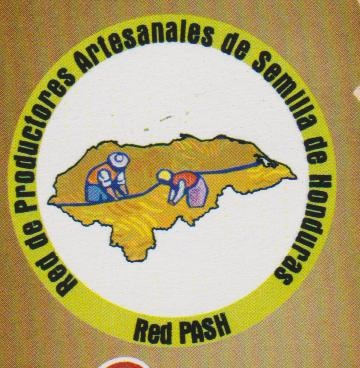 Red de Productores Artesanales de Semilla de Honduras
Red PASH